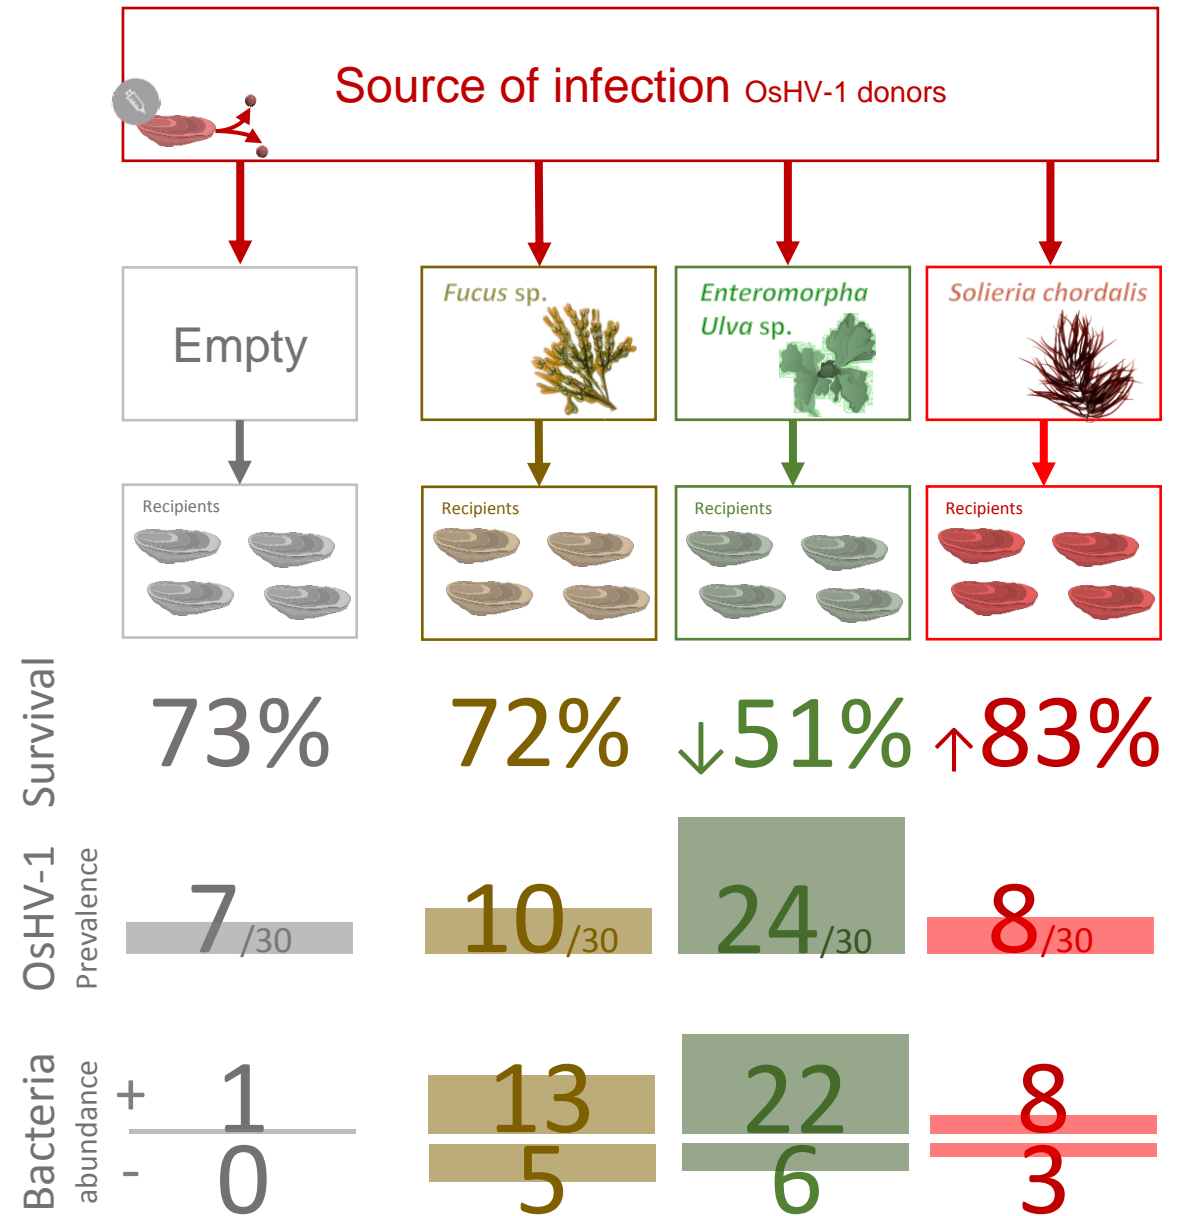 Source of infection OsHV-1 donors
Empty
Fucus sp.
Enteromorpha
Ulva sp.
Solieria chordalis
Recipients
Recipients
Recipients
Recipients
Survival
73%
72%
↓51%
↑83%
OsHV-1
Prevalence
7/30
10/30
24/30
8/30
Bacteria
abundance
+
1
13
22
8
-
0
5
6
3